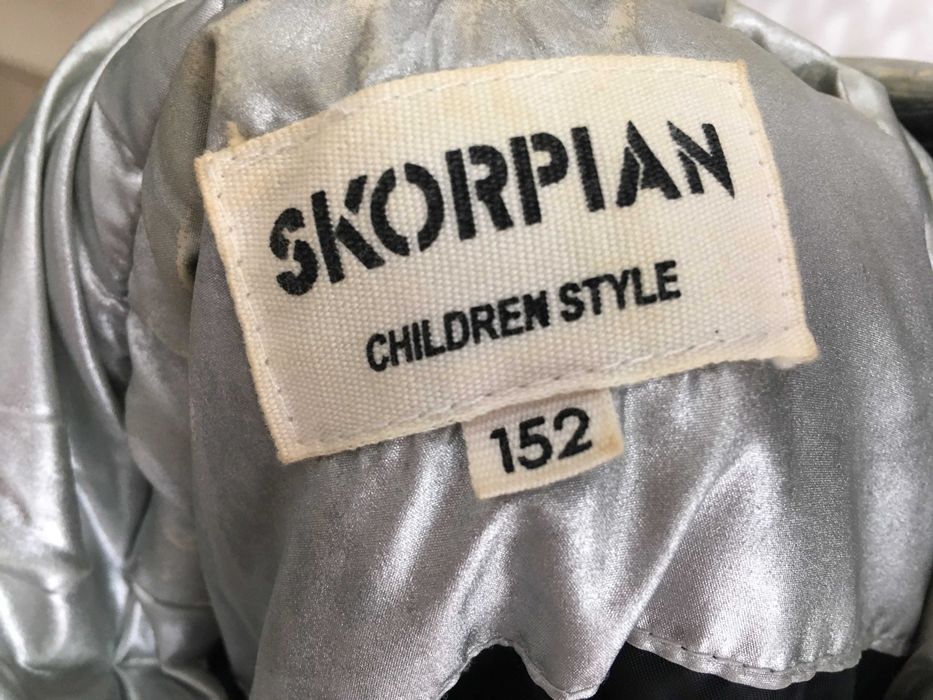 SKORPIAN
CHILDREN STYLE
152